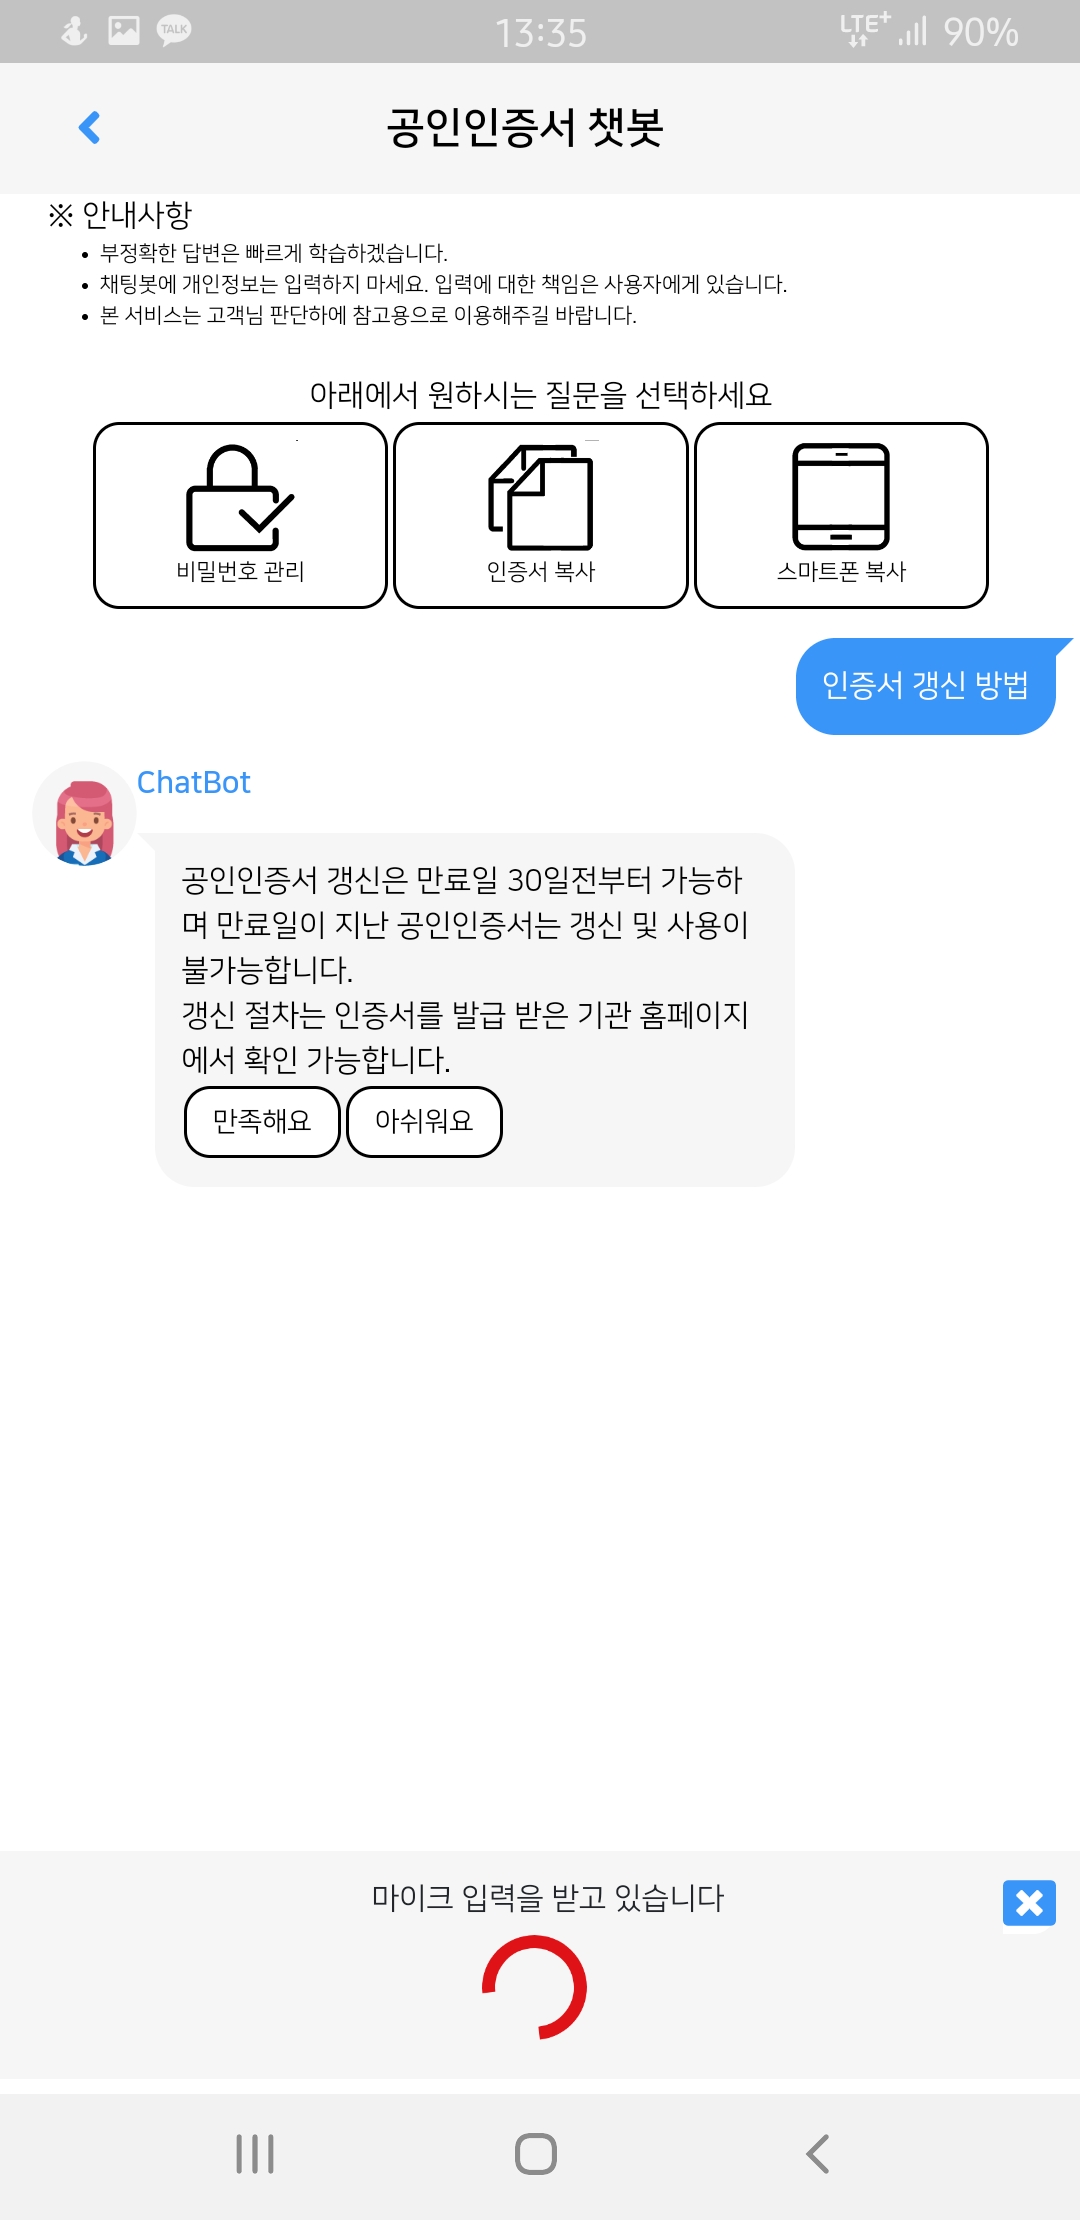 TALK 13:35 LTE+ 90%
공인인증서 챗봇
※ 안내사항
• 부정확한 답변은 빠르게 학습하겠습니다.
• 채팅봇에 개인정보는 입력하지 마세요. 입력에 대한 책임은 사용자에게 있습니다.
• 본 서비스는 고객님 판단하에 참고용으로 이용해주길 바랍니다.
아래에서 원하시는 질문을 선택하세요
비밀번호 관리 인증서 복사 스마트폰 복사
인증서 갱신 방법
ChatBot
공인인증서 갱신은 만료일 30일전부터 가능하
며 만료일이 지난 공인인증서는 갱신 및 사용이
불가능합니다.
갱신 절차는 인증서를 발급 받은 기관 홈페이지
에서 확인 가능합니다.
만족해요 아쉬워요
마이크 입력을 받고 있습니다